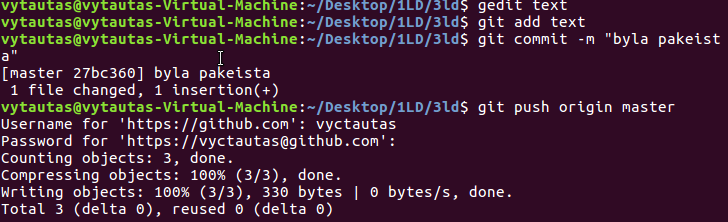 vytautas@vytautas-Virtual-Machine:~/Desktop/1LD/3ld$ gedit text
vytautas@vytautas-Virtual-Machine:~/Desktop/1LD/3ld$ git add text
vytautas@vytautas-Virtual-Machine:~/Desktop/1LD/3ld$ git commit -m "byla pakeist
a"
[master 27bc360] byla pakeista
 1 file changed, 1 insertion(+)
vytautas@vytautas-Virtual-Machine:~/Desktop/1LD/3ld$ git push origin master
Username for 'https://github.com': vyctautas
Password for 'https://vyctautas@github.com':
Counting objects: 3, done.
Compressing objects: 100% (3/3), done.
Writing objects: 100% (3/3), 330 bytes | 0 bytes/s, done.
Total 3 (delta 0), reused 0 (delta 0)